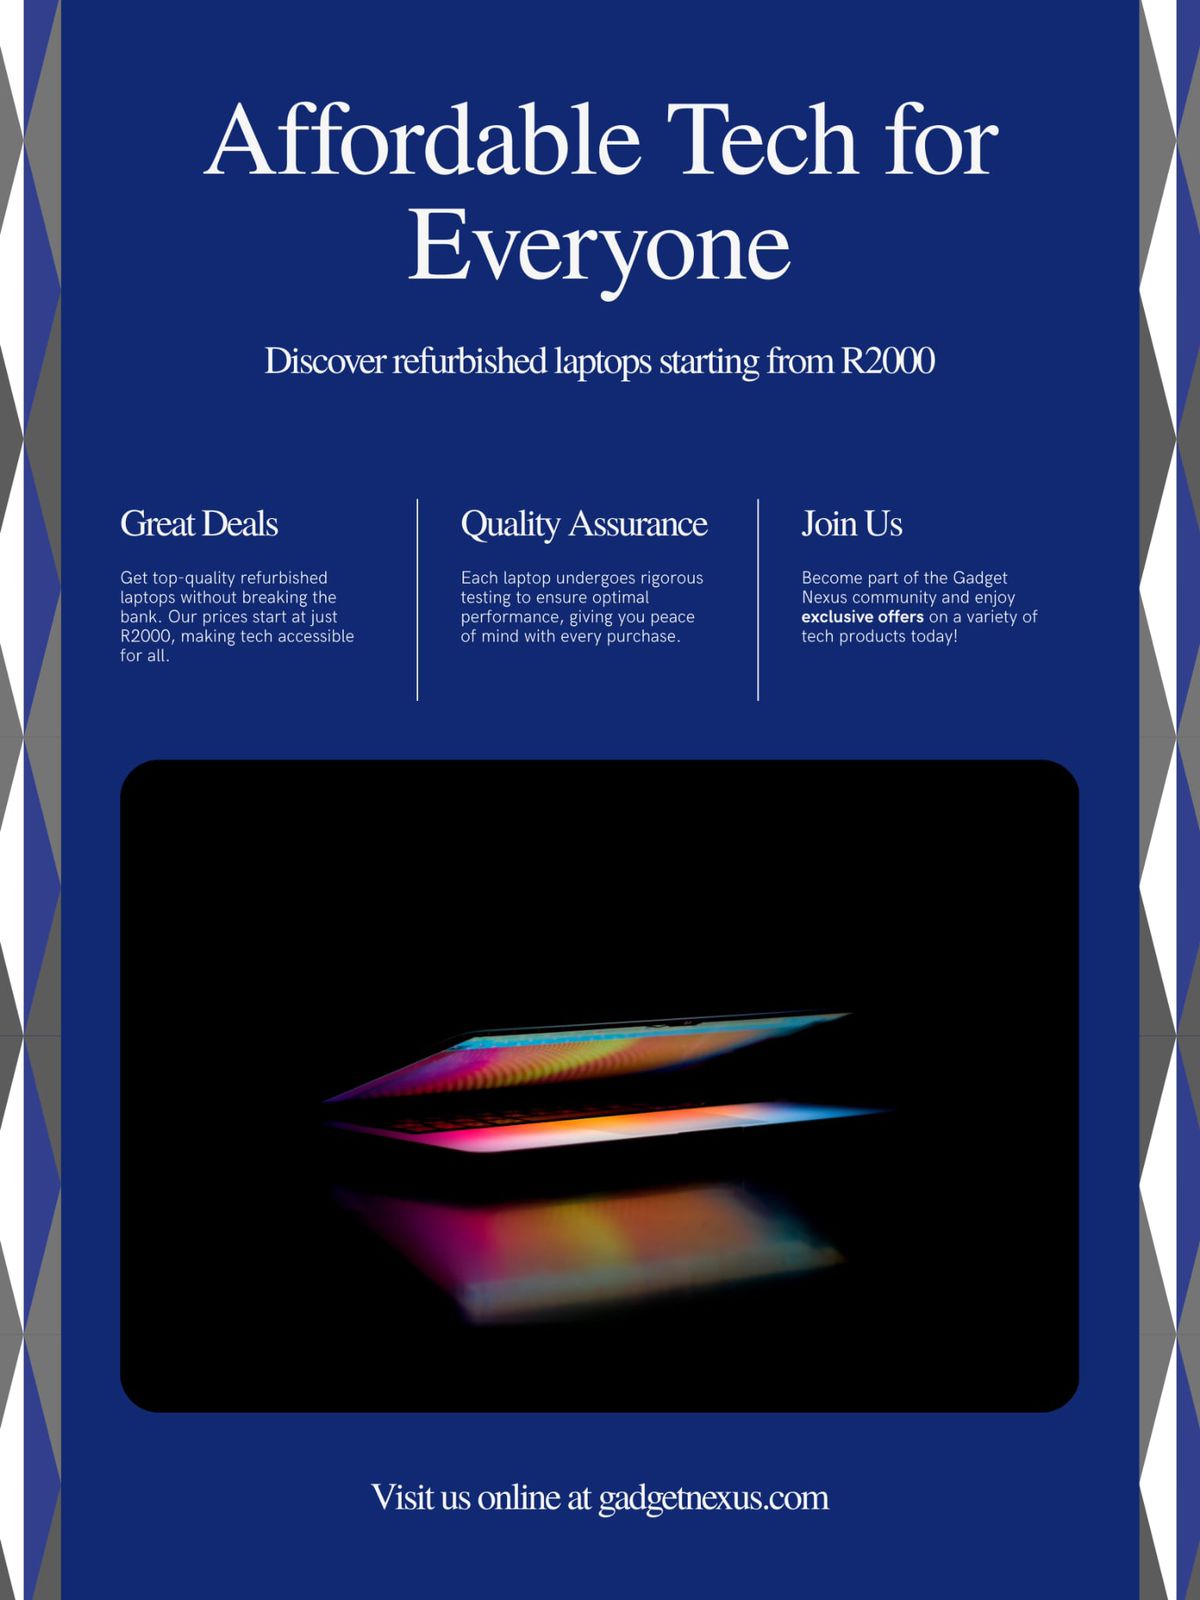 Affordable Tech for
Everyone
Discover refurbished laptops starting from R2000
Great Deals
Get top-quality refurbished
laptops without breaking the
bank. Our prices start at just
R2000, making tech accessible
for all.
Quality Assurance
Each laptop undergoes rigorous
testing to ensure optimal
performance, giving you peace
of mind with every purchase.
Join Us
Become part of the Gadget
Nexus community and enjoy
exclusive offers on a variety of
tech products today!
Visit us online at gadgetnexus.com